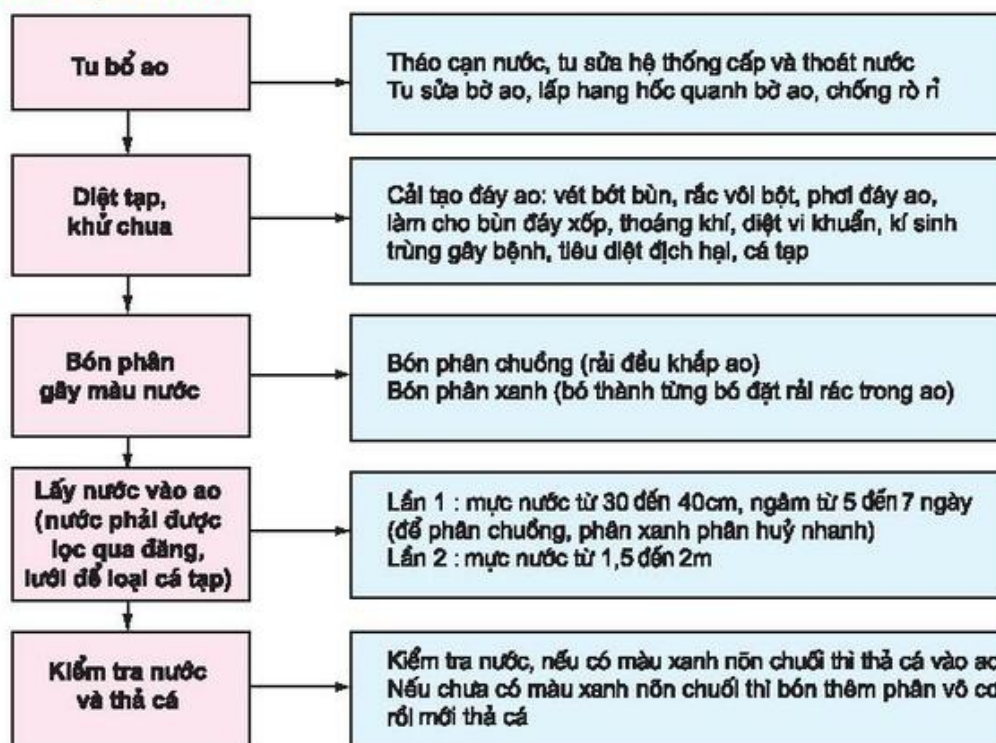 Tu bổ ao
Tháo cạn nước, tu sửa hệ thống cấp và thoát nước
Tu sửa bờ ao, lấp hang hốc quanh bờ ao, chống rò rỉ
Diệt tạp,
khử chua
Cải tạo đáy ao: vét bớt bùn, rắc vôi bột, phơi đáy ao,
làm cho bùn đáy xốp, thoáng khí, diệt vi khuẩn, kí sinh
trùng gây bệnh, tiêu diệt địch hại, cá tạp
Bón phân
gây màu nước
Bón phân chuồng (rải đều khắp ao)
Bón phân xanh (bó thành từng bó đặt rải rác trong ao)
Lấy nước vào ao
(nước phải được
lọc qua đăng,
lưới để loại cá tạp)
Lần 1 : mực nước từ 30 đến 40cm, ngâm từ 5 đến 7 ngày
(để phân chuồng, phân xanh phân huỷ nhanh)
Lần 2 : mực nước từ 1,5 đến 2m
Kiểm tra nước
và thả cá
Kiểm tra nước, nếu có màu xanh nõn chuối thì thả cá vào ao
Nếu chưa có màu xanh nõn chuối thì bón thêm phân vô cơ
rồi mới thả cá